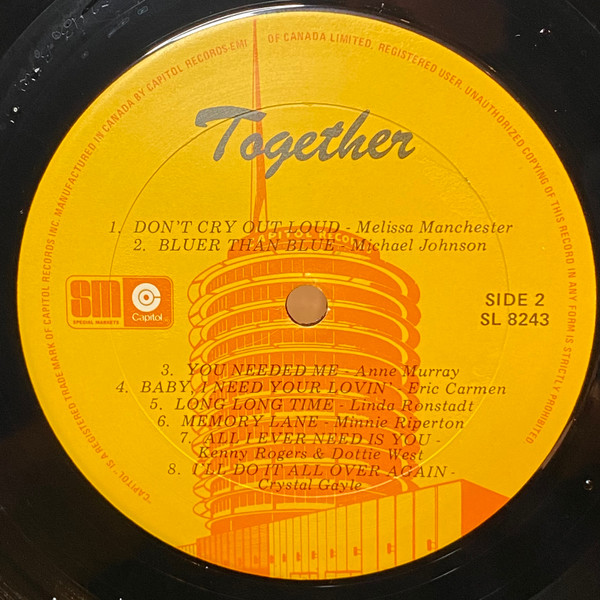 "CAPITOL" IS A REGISTERED TRADE MARK OF CAPITOL RECORDS INC. MANUFACTURED IN CANADA BY CAPITOL RECORDS-EMI OF CANADA LIMITED, REGISTERED USER. UNAUTHORIZED COPYING OF THIS RECORD IN ANY FORM IS STRICTLY PROHIBITED
Together
1. DON'T CRY OUT LOUD - Melissa Manchester
2. BLUER THAN BLUE - Michael Johnson
CAPITOL RECORDS
SM
SPECIAL MARKETS
Capitol
SIDE 2
SL 8243
3. YOU NEEDED ME - Anne Murray
4. BABY, I NEED YOUR LOVIN' - Eric Carmen
5. LONG LONG TIME - Linda Ronstadt
6. MEMORY LANE - Minnie Riperton
7. ALL I EVER NEED IS YOU -
Kenny Rogers & Dottie West
8. I'LL DO IT ALL OVER AGAIN -
Crystal Gayle